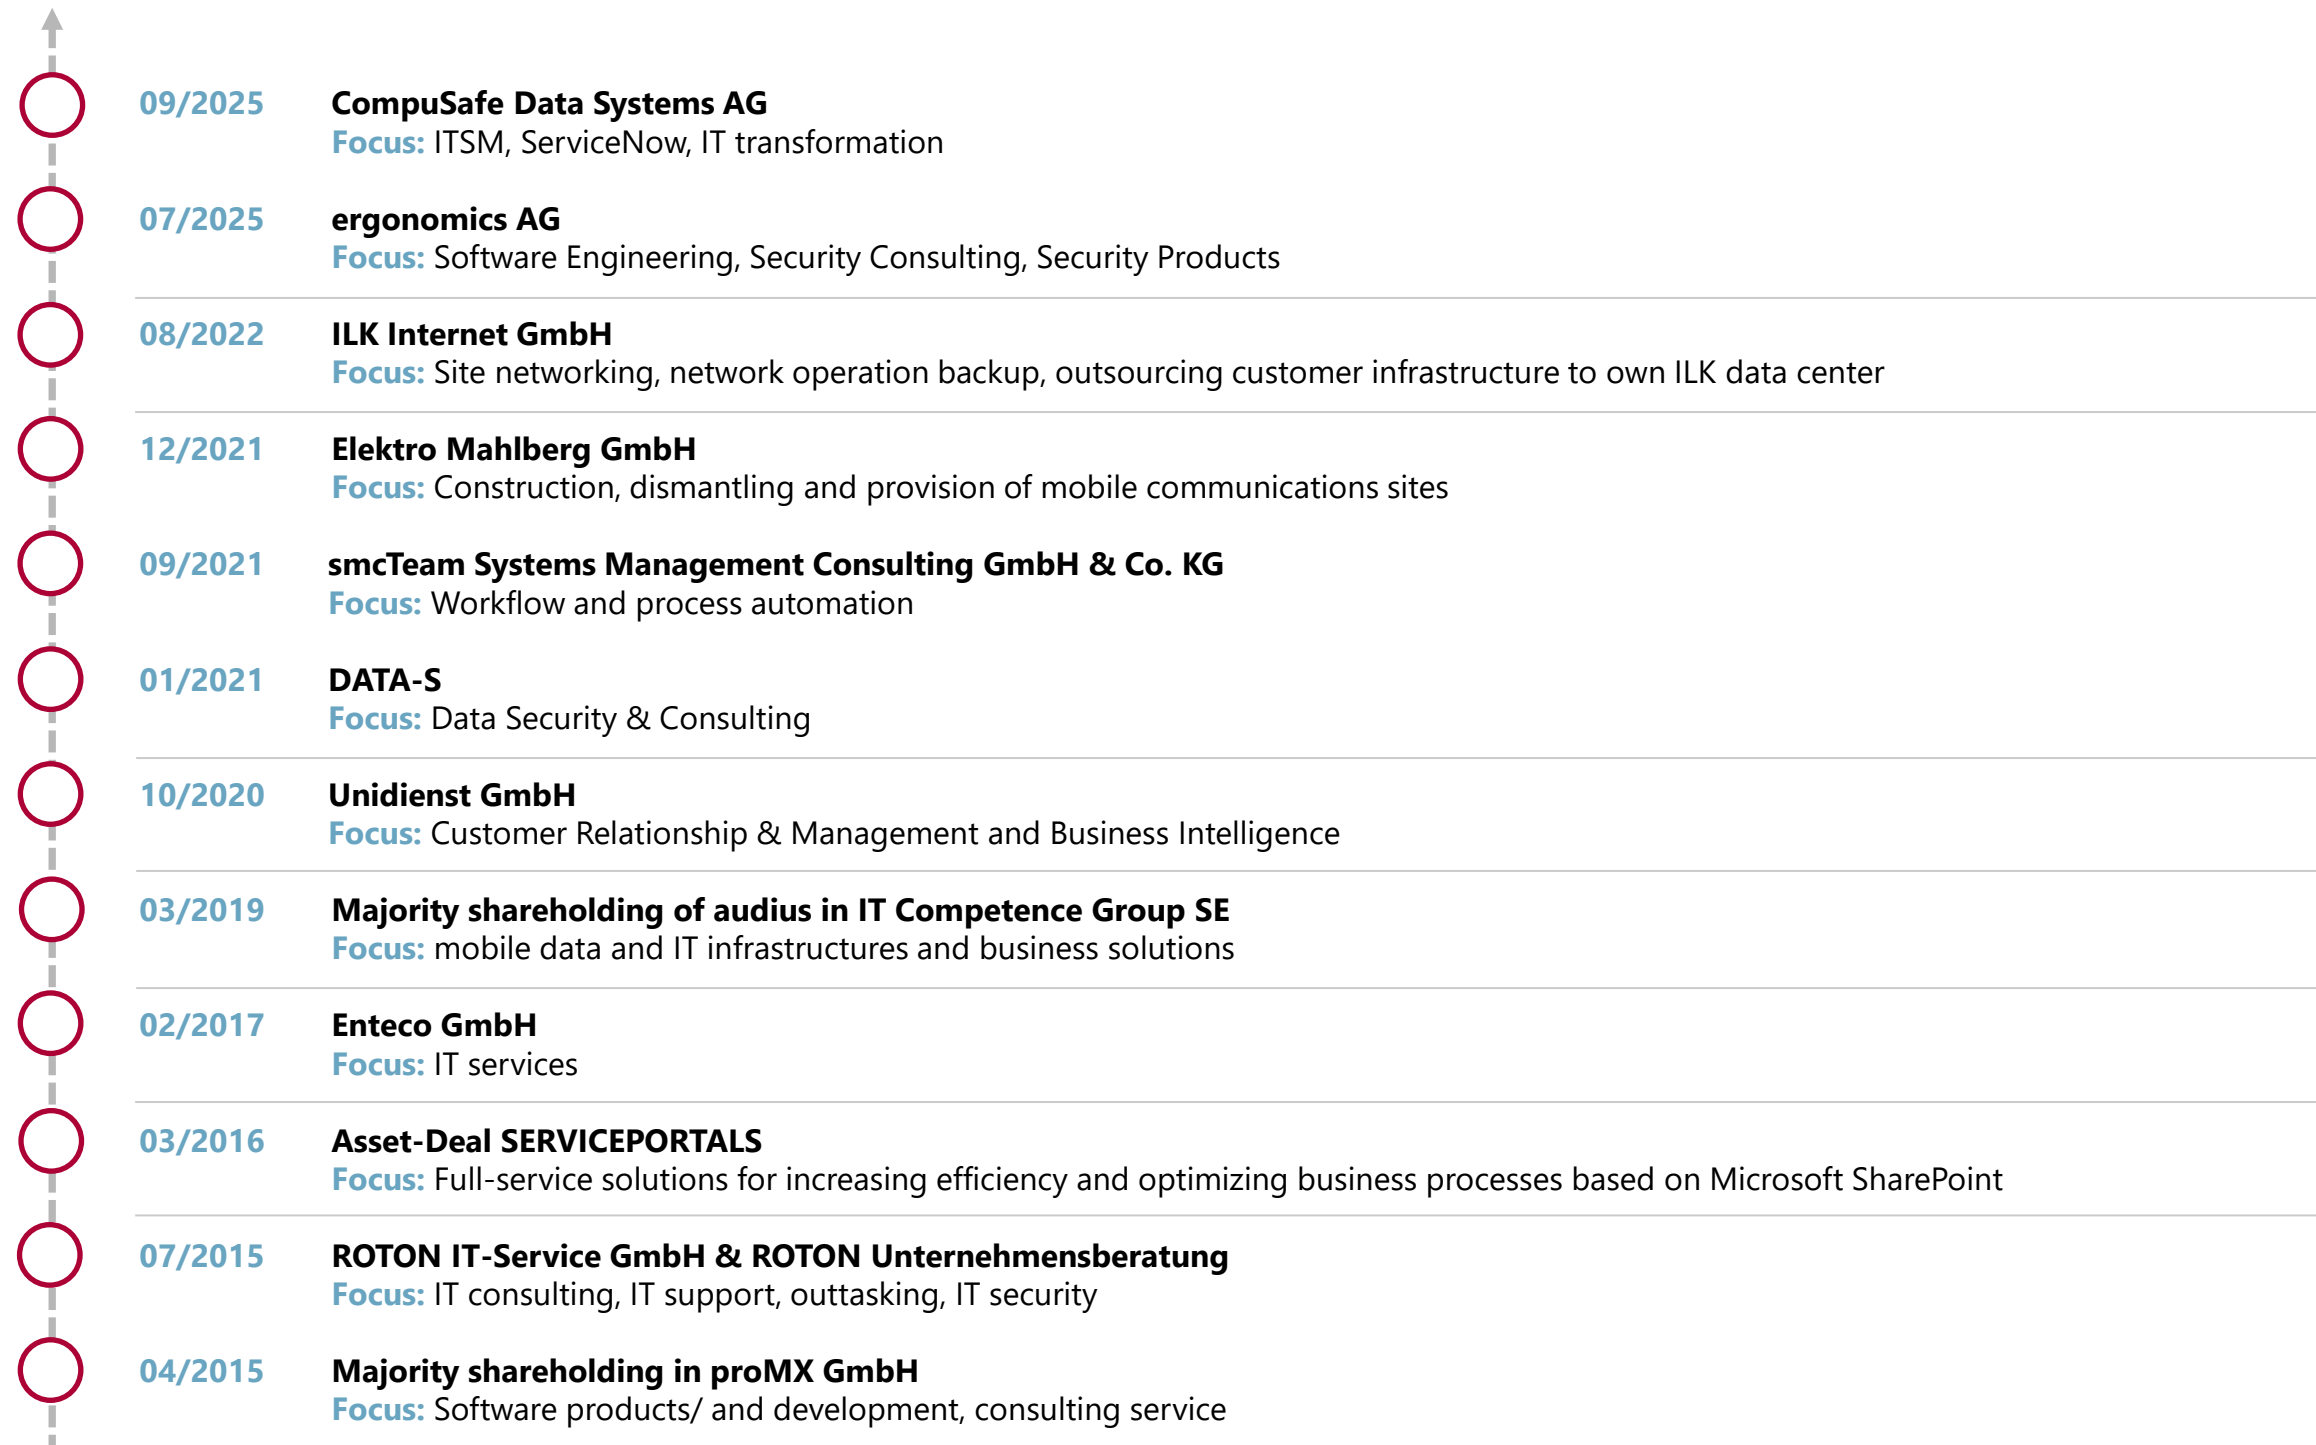 09/2025 CompuSafe Data Systems AG
Focus: ITSM, ServiceNow, IT transformation
07/2025 ergonomics AG
Focus: Software Engineering, Security Consulting, Security Products
08/2022 ILK Internet GmbH
Focus: Site networking, network operation backup, outsourcing customer infrastructure to own ILK data center
12/2021 Elektro Mahlberg GmbH
Focus: Construction, dismantling and provision of mobile communications sites
09/2021 smcTeam Systems Management Consulting GmbH & Co. KG
Focus: Workflow and process automation
01/2021 DATA-S
Focus: Data Security & Consulting
10/2020 Unidienst GmbH
Focus: Customer Relationship & Management and Business Intelligence
03/2019 Majority shareholding of audius in IT Competence Group SE
Focus: mobile data and IT infrastructures and business solutions
02/2017 Enteco GmbH
Focus: IT services
03/2016 Asset-Deal SERVICEPORTALS
Focus: Full-service solutions for increasing efficiency and optimizing business processes based on Microsoft SharePoint
07/2015 ROTON IT-Service GmbH & ROTON Unternehmensberatung
Focus: IT consulting, IT support, outtasking, IT security
04/2015 Majority shareholding in proMX GmbH
Focus: Software products/ and development, consulting service